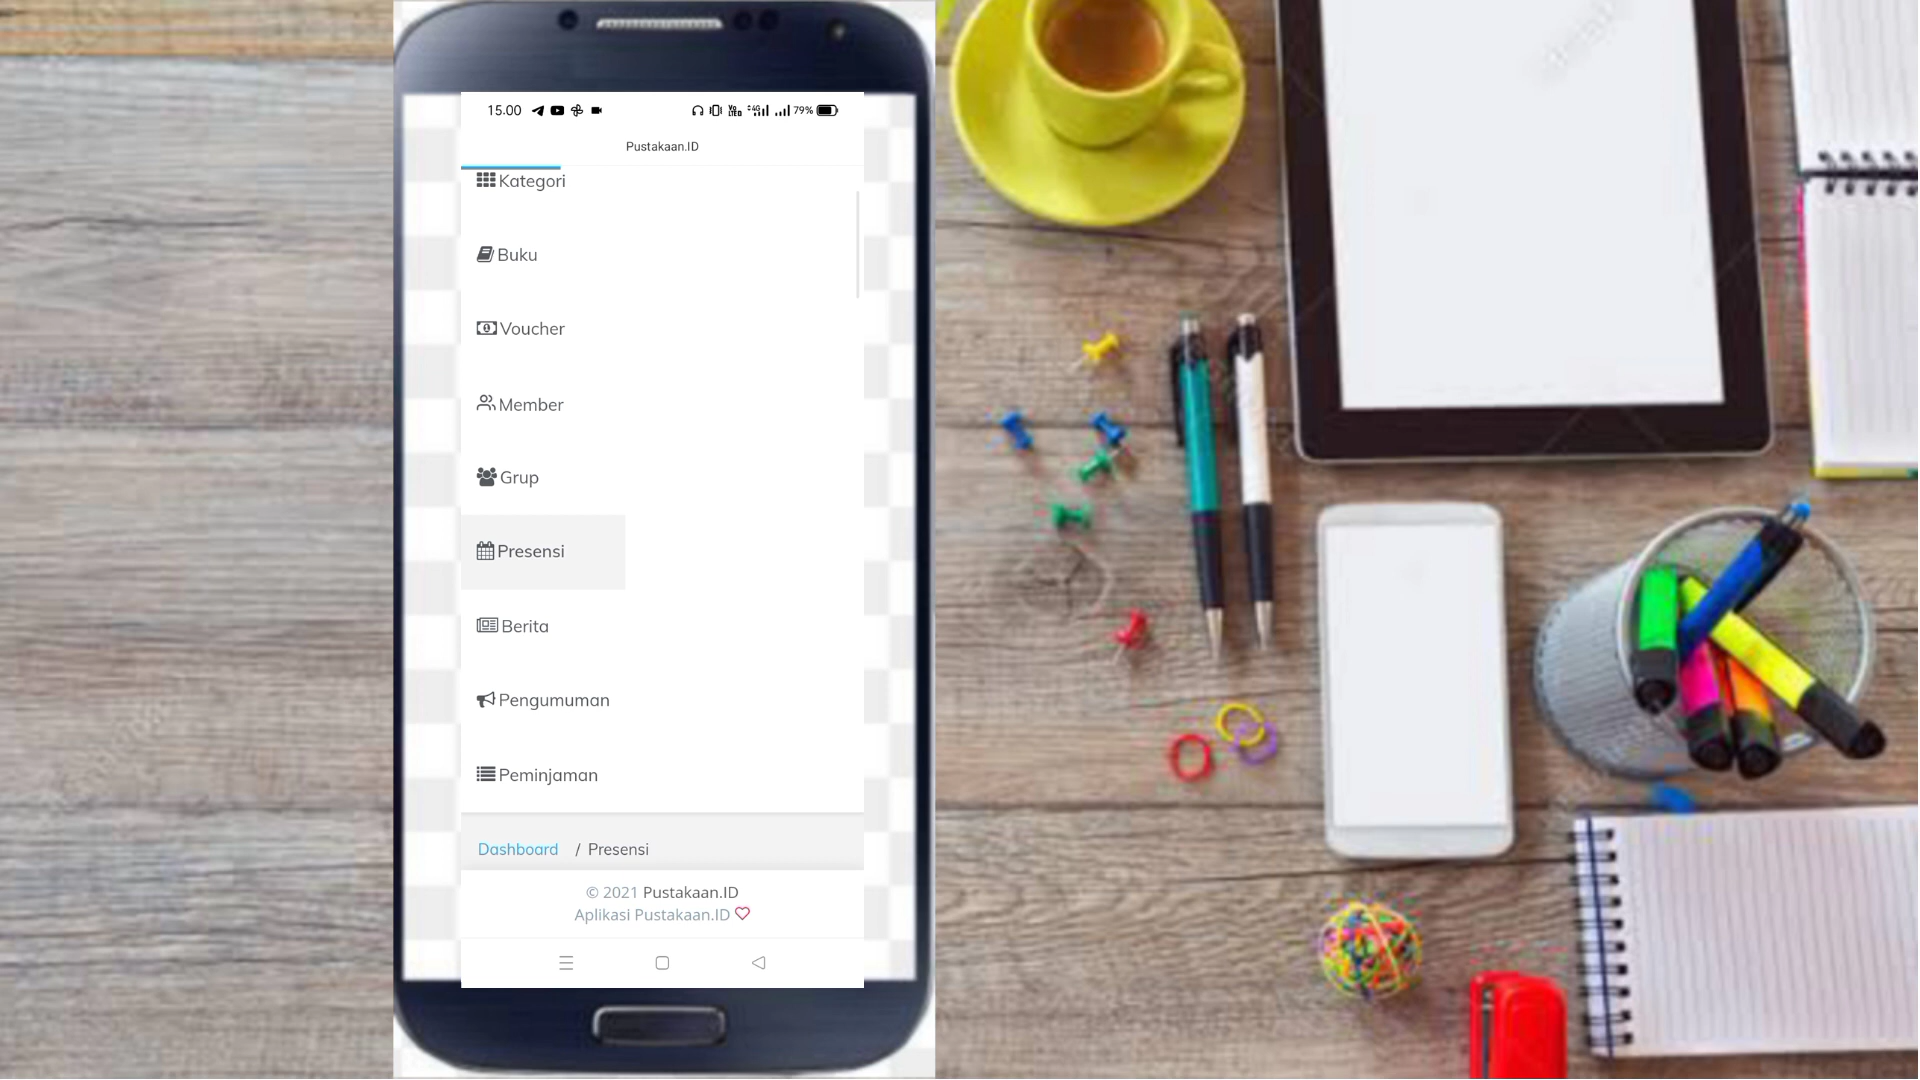 15.00 79%
Pustakaan.ID
Kategori
Buku
Voucher
Member
Grup
Presensi
Berita
Pengumuman
Peminjaman
Dashboard / Presensi
© 2021 Pustakaan.ID
Aplikasi Pustakaan.ID